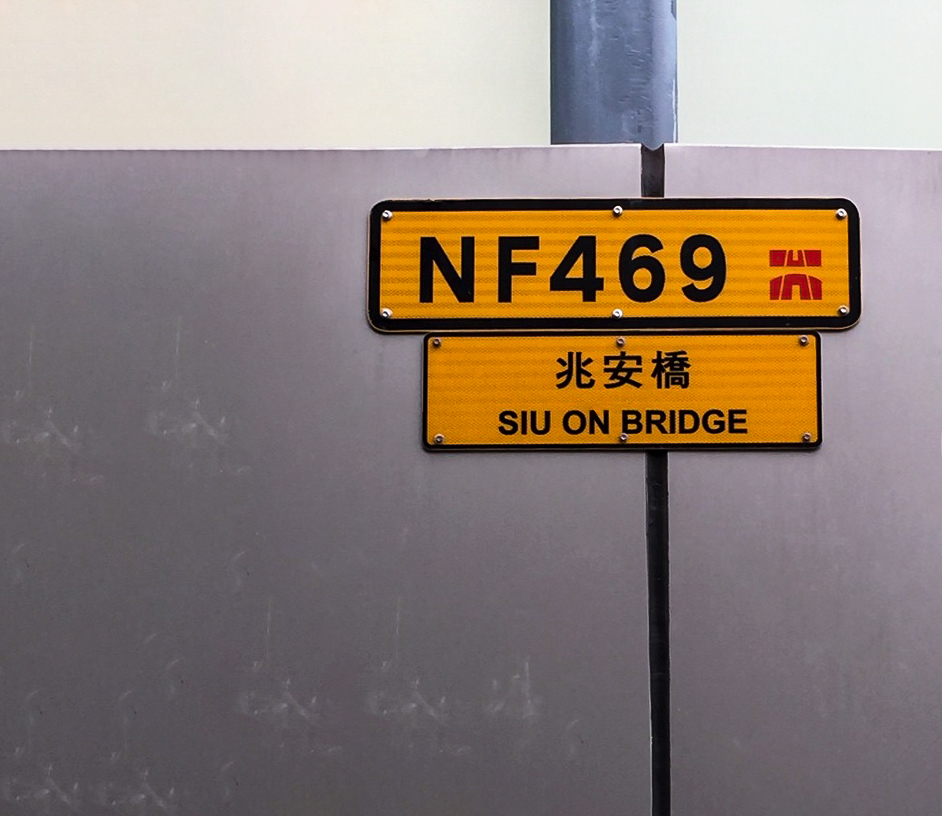 NF469
兆安橋
SIU ON BRIDGE